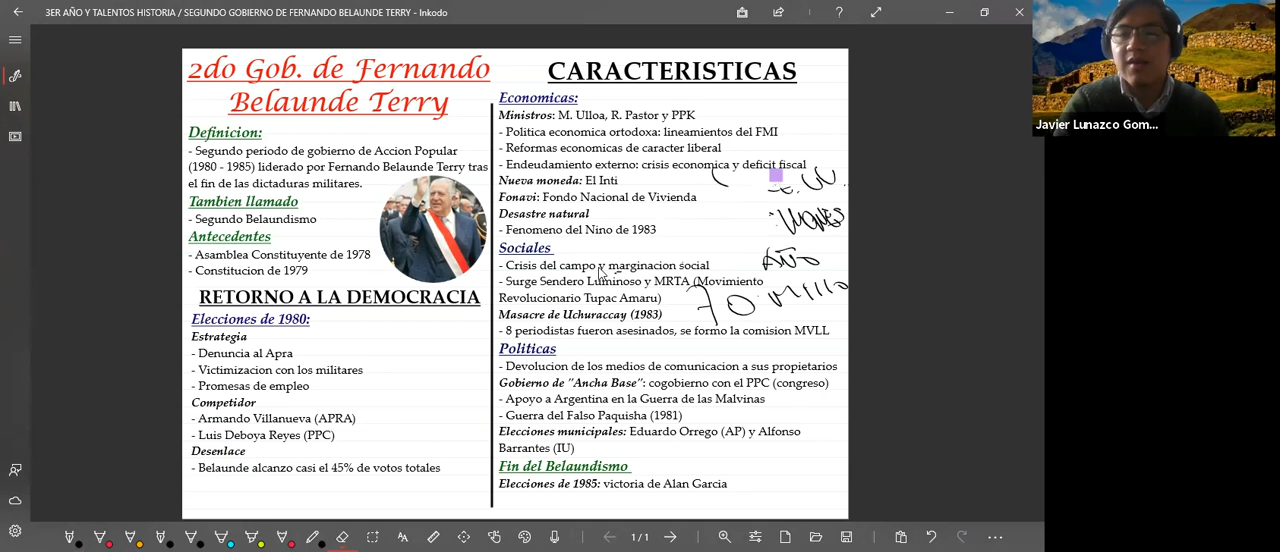 3ER AÑO Y TALENTOS HISTORIA / SEGUNDO GOBIERNO DE FERNANDO BELAUNDE TERRY - Inkodo
2do Gob. de Fernando
Belaunde Terry
Definicion:
- Segundo periodo de gobierno de Accion Popular
(1980 - 1985) liderado por Fernando Belaunde Terry tras
el fin de las dictaduras militares.
Tambien llamado
- Segundo Belaundismo
Antecedentes
- Asamblea Constituyente de 1978
- Constitucion de 1979
RETORNO A LA DEMOCRACIA
Elecciones de 1980:
Estrategia
- Denuncia al Apra
- Victimizacion con los militares
- Promesas de empleo
Competidor
- Armando Villanueva (APRA)
- Luis Deboya Reyes (PPC)
Desenlace
- Belaunde alcanzo casi el 45% de votos totales
CARACTERISTICAS
Economicas:
Ministros: M. Ulloa, R. Pastor y PPK
- Politica economica ortodoxa: lineamientos del FMI
- Reformas economicas de caracter liberal
- Endeudamiento externo: crisis economica y deficit fiscal
Nueva moneda: El Inti
Fonavi: Fondo Nacional de Vivienda
Desastre natural
- Fenomeno del Nino de 1983
Sociales
- Crisis del campo y marginacion social
- Surge Sendero Luminoso y MRTA (Movimiento
Revolucionario Tupac Amaru)
Masacre de Uchuraccay (1983)
- 8 periodistas fueron asesinados, se formo la comision MVLL
Politicas
- Devolucion de los medios de comunicacion a sus propietarios
Gobierno de "Ancha Base": cogobierno con el PPC (congreso)
- Apoyo a Argentina en la Guerra de las Malvinas
- Guerra del Falso Paquisha (1981)
Elecciones municipales: Eduardo Orrego (AP) y Alfonso
Barrantes (IU)
Fin del Belaundismo
Elecciones de 1985: victoria de Alan Garcia
AÑO
70
Javier Lunazco Gom...
1/1